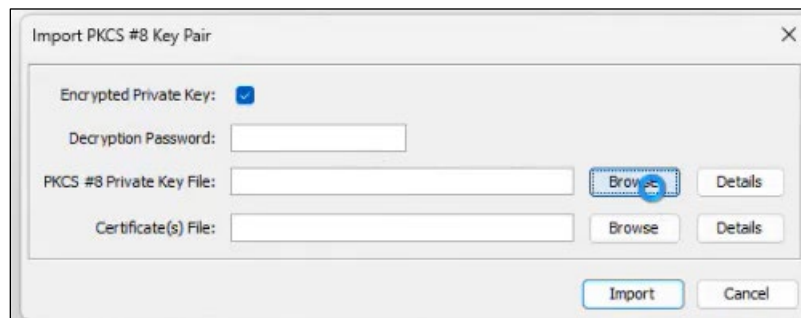 Import PKCS #8 Key Pair
Encrypted Private Key:
Decryption Password:
PKCS #8 Private Key File: Browse Details
Certificate(s) File: Browse Details
Import Cancel